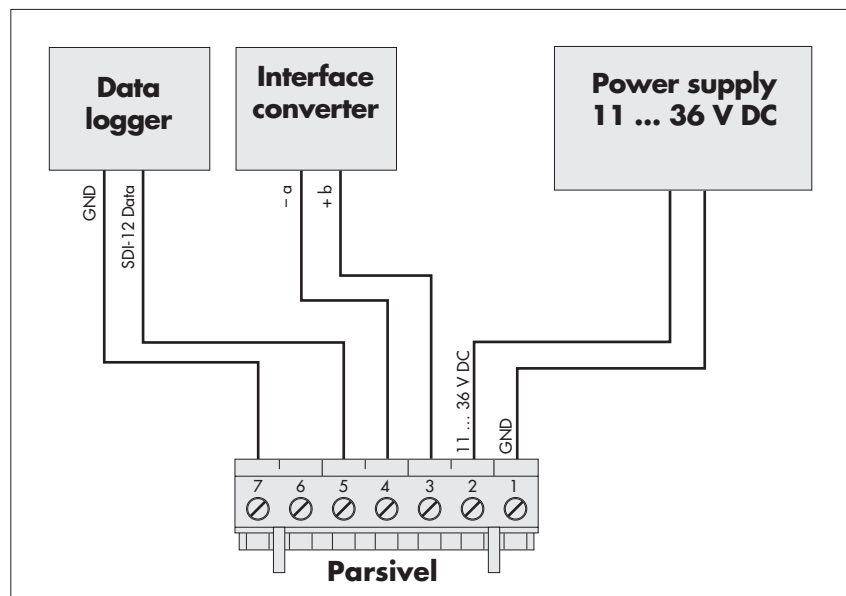 Data
logger
Interface
converter
Power supply
11 ... 36 V DC
GND
SDI-12 Data
– a
+ b
11 ... 36 V DC
GND
7 6 5 4 3 2 1
Parsivel